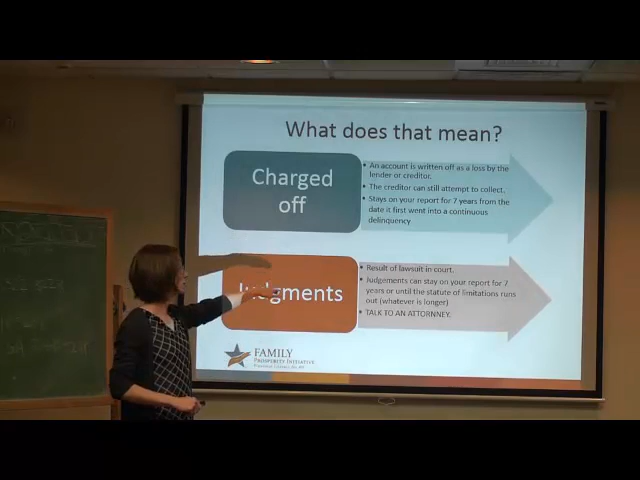 What does that mean?
Charged
off
• An account is written off as a loss by the
lender or creditor.
• The creditor can still attempt to collect.
• Stays on your report for 7 years from the
date it first went into a continuous
delinquency
Judgments
• Result of lawsuit in court.
• Judgements can stay on your report for 7
years or until the statute of limitations runs
out (whatever is longer)
• TALK TO AN ATTORNNEY.
FAMILY
PROSPERITY INITIATIVE